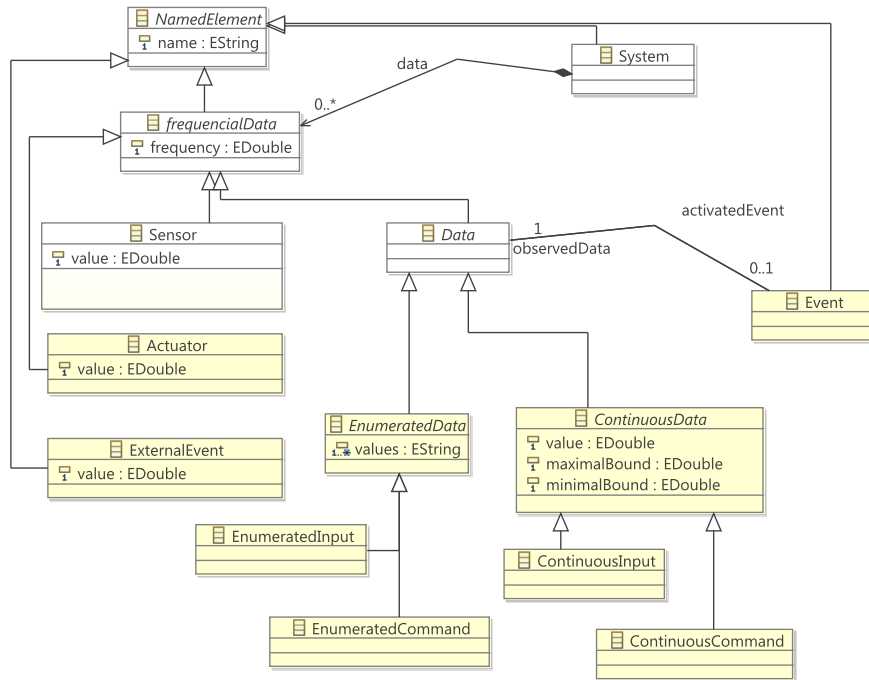 NamedElement
name : EString
System
data
0..*
frequencialData
frequency : EDouble
Sensor
value : EDouble
Data
1
observedData
activatedEvent
0..1
Event
Actuator
value : EDouble
EnumeratedData
1..* values : EString
ContinuousData
value : EDouble
maximalBound : EDouble
minimalBound : EDouble
ExternalEvent
value : EDouble
EnumeratedInput
ContinuousInput
EnumeratedCommand
ContinuousCommand